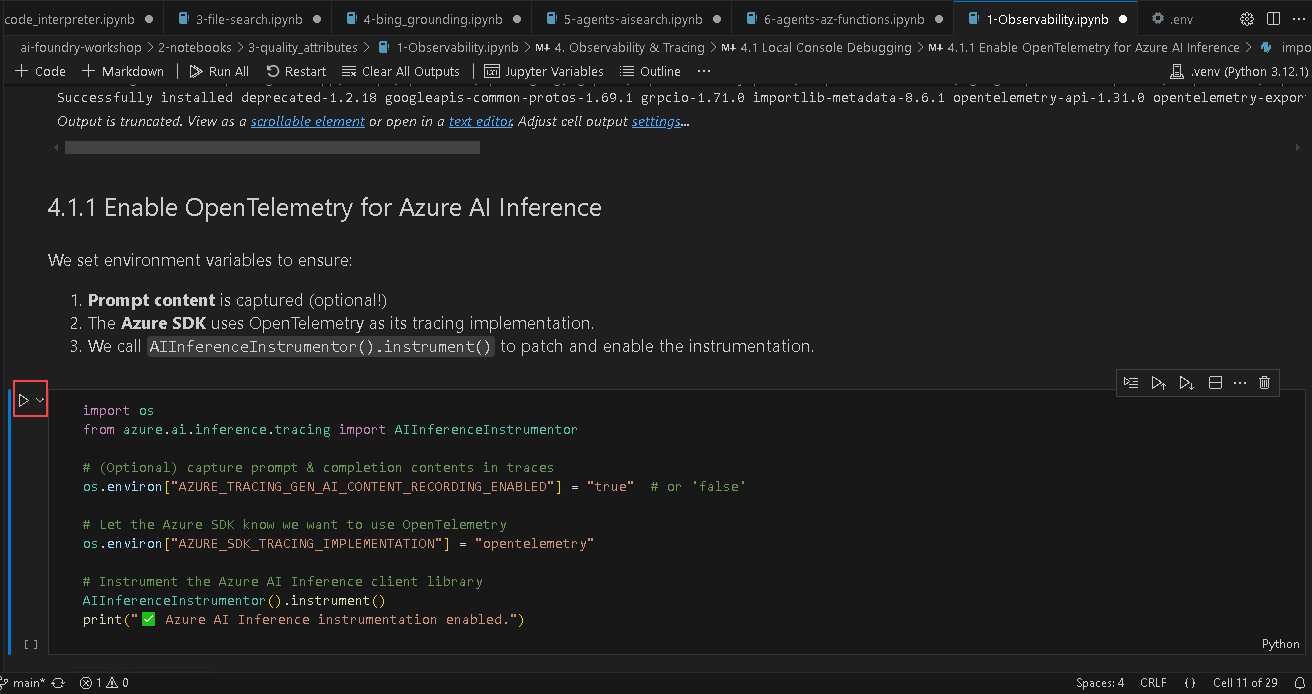 code_interpreter.ipynb 3-file-search.ipynb 4-bing_grounding.ipynb 5-agents-aisearch.ipynb 6-agents-az-functions.ipynb 1-Observability.ipynb .env
ai-foundry-workshop > 2-notebooks > 3-quality_attributes > 1-Observability.ipynb > M↓ 4. Observability & Tracing > M↓ 4.1 Local Console Debugging > M↓ 4.1.1 Enable OpenTelemetry for Azure AI Inference > impo
+ Code + Markdown | Run All Restart Clear All Outputs | Jupyter Variables Outline ... .venv (Python 3.12.1)
Successfully installed deprecated-1.2.18 googleapis-common-protos-1.69.1 grpcio-1.71.0 importlib-metadata-8.6.1 opentelemetry-api-1.31.0 opentelemetry-expor
Output is truncated. View as a scrollable element or open in a text editor. Adjust cell output settings...
4.1.1 Enable OpenTelemetry for Azure AI Inference
We set environment variables to ensure:
1. Prompt content is captured (optional!)
2. The Azure SDK uses OpenTelemetry as its tracing implementation.
3. We call AIInferenceInstrumentor().instrument() to patch and enable the instrumentation.
import os
from azure.ai.inference.tracing import AIInferenceInstrumentor
# (Optional) capture prompt & completion contents in traces
os.environ["AZURE_TRACING_GEN_AI_CONTENT_RECORDING_ENABLED"] = "true" # or 'false'
# Let the Azure SDK know we want to use OpenTelemetry
os.environ["AZURE_SDK_TRACING_IMPLEMENTATION"] = "opentelemetry"
# Instrument the Azure AI Inference client library
AIInferenceInstrumentor().instrument()
print("✅ Azure AI Inference instrumentation enabled.")
[ ] Python
main* 1 0 Spaces: 4 CRLF {} Cell 11 of 29